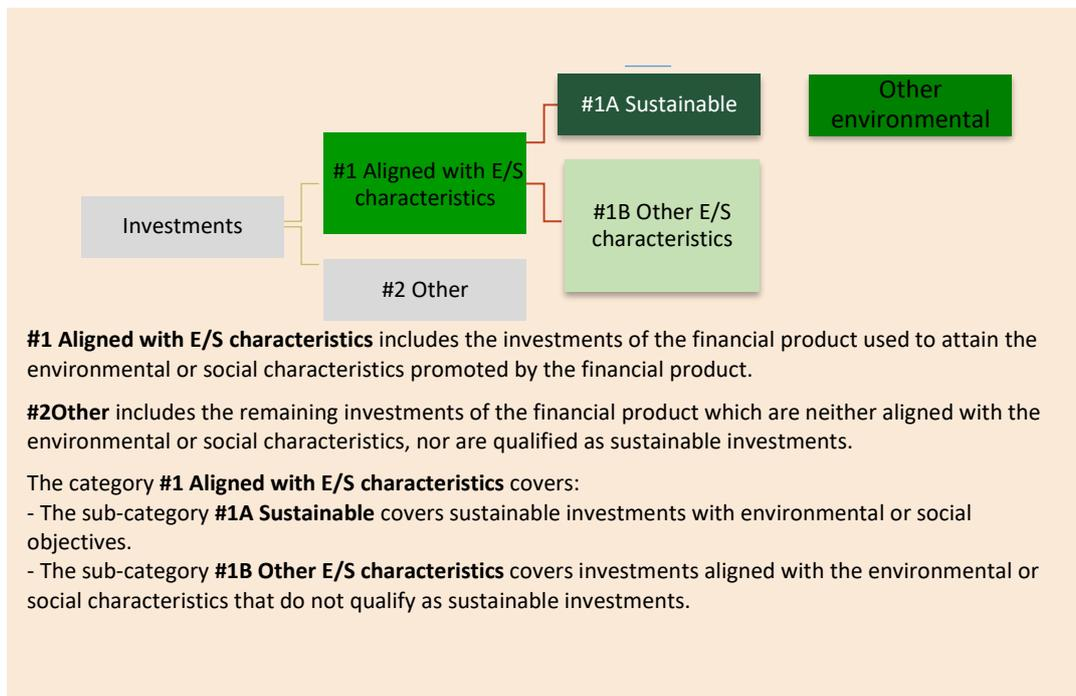 #1A Sustainable
Other
environmental
#1 Aligned with E/S
characteristics
#1B Other E/S
characteristics
Investments
#2 Other
#1 Aligned with E/S characteristics includes the investments of the financial product used to attain the
environmental or social characteristics promoted by the financial product.
#2Other includes the remaining investments of the financial product which are neither aligned with the
environmental or social characteristics, nor are qualified as sustainable investments.
The category #1 Aligned with E/S characteristics covers:
- The sub-category #1A Sustainable covers sustainable investments with environmental or social
objectives.
- The sub-category #1B Other E/S characteristics covers investments aligned with the environmental or
social characteristics that do not qualify as sustainable investments.